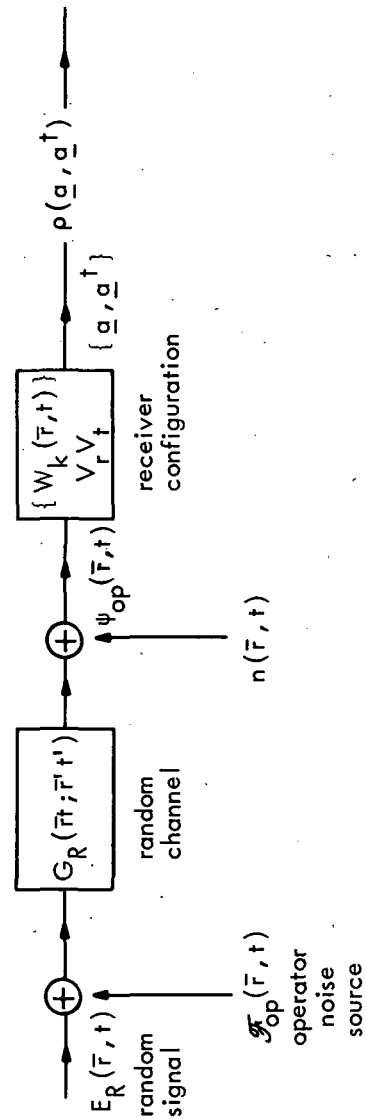 E_R(r̄,t)
random
signal
ℱ_op(r̄,t)
operator
noise
source
G_R(r̄t;r̄'t')
random
channel
ψ_op(r̄,t)
n(r̄,t)
{W_k(r̄,t)}
V_r V_t
receiver
configuration
{a̲,a̲†}
ρ(a̲,a̲†)